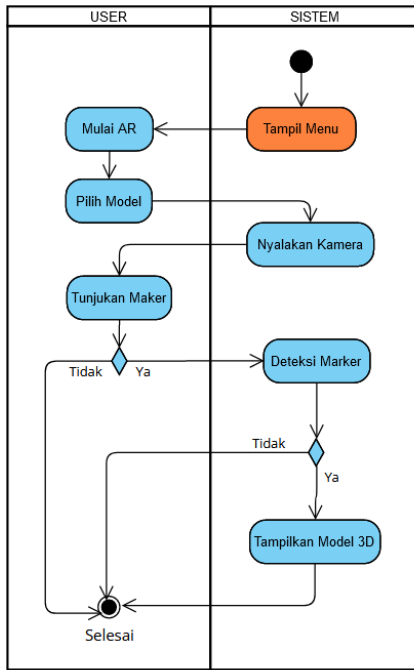 USER
SISTEM
Tampil Menu
Mulai AR
Pilih Model
Nyalakan Kamera
Tunjukan Maker
Tidak
Ya
Deteksi Marker
Tidak
Ya
Tampilkan Model 3D
Selesai